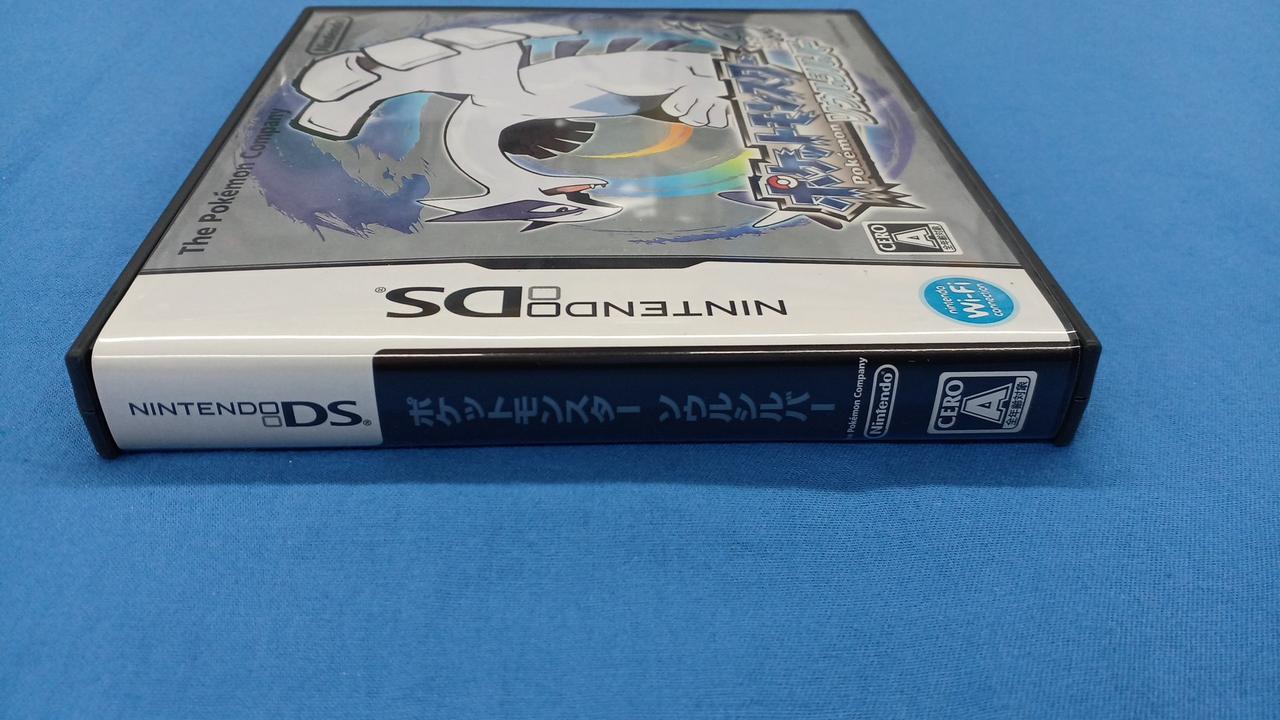 Nintendo
The Pokémon Company
ポケットモンスター
Pokémon
CERO
A
NINTENDO DS®
Nintendo
Wi-Fi
connection
NINTENDO DS®
ポケットモンスター ソウルシルバー
Pokémon Company
Nintendo®
CERO
A
全年齢対象